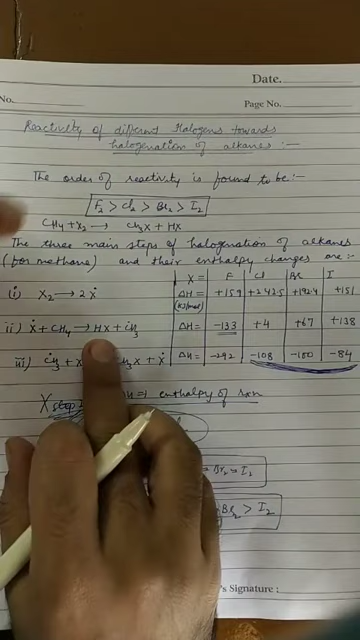 Date.
No.
Page No.
Reactivity of different Halogens towards
halogenation of alkanes :-
The order of reactivity is found to be:-
F₂ > Cl₂ > Br₂ > I₂
CH₄ + X₂ → CH₃X + HX
The three main steps of halogenation of alkanes
(for methane) and their enthalpy changes are :-
X = F Cl Br I
i) X₂ → 2Ẋ ΔH = (KJ/mol) +159 +242.5 +192.4 +151
ii) Ẋ + CH₄ → HX + ĊH₃ ΔH = -133 +4 +67 +138
iii) ĊH₃ + X H₃X + Ẋ ΔH = -292 -108 -100 -84
X step enthalpy of rxn
= Br₂ = I₂
Br₂ > I₂
's Signature :